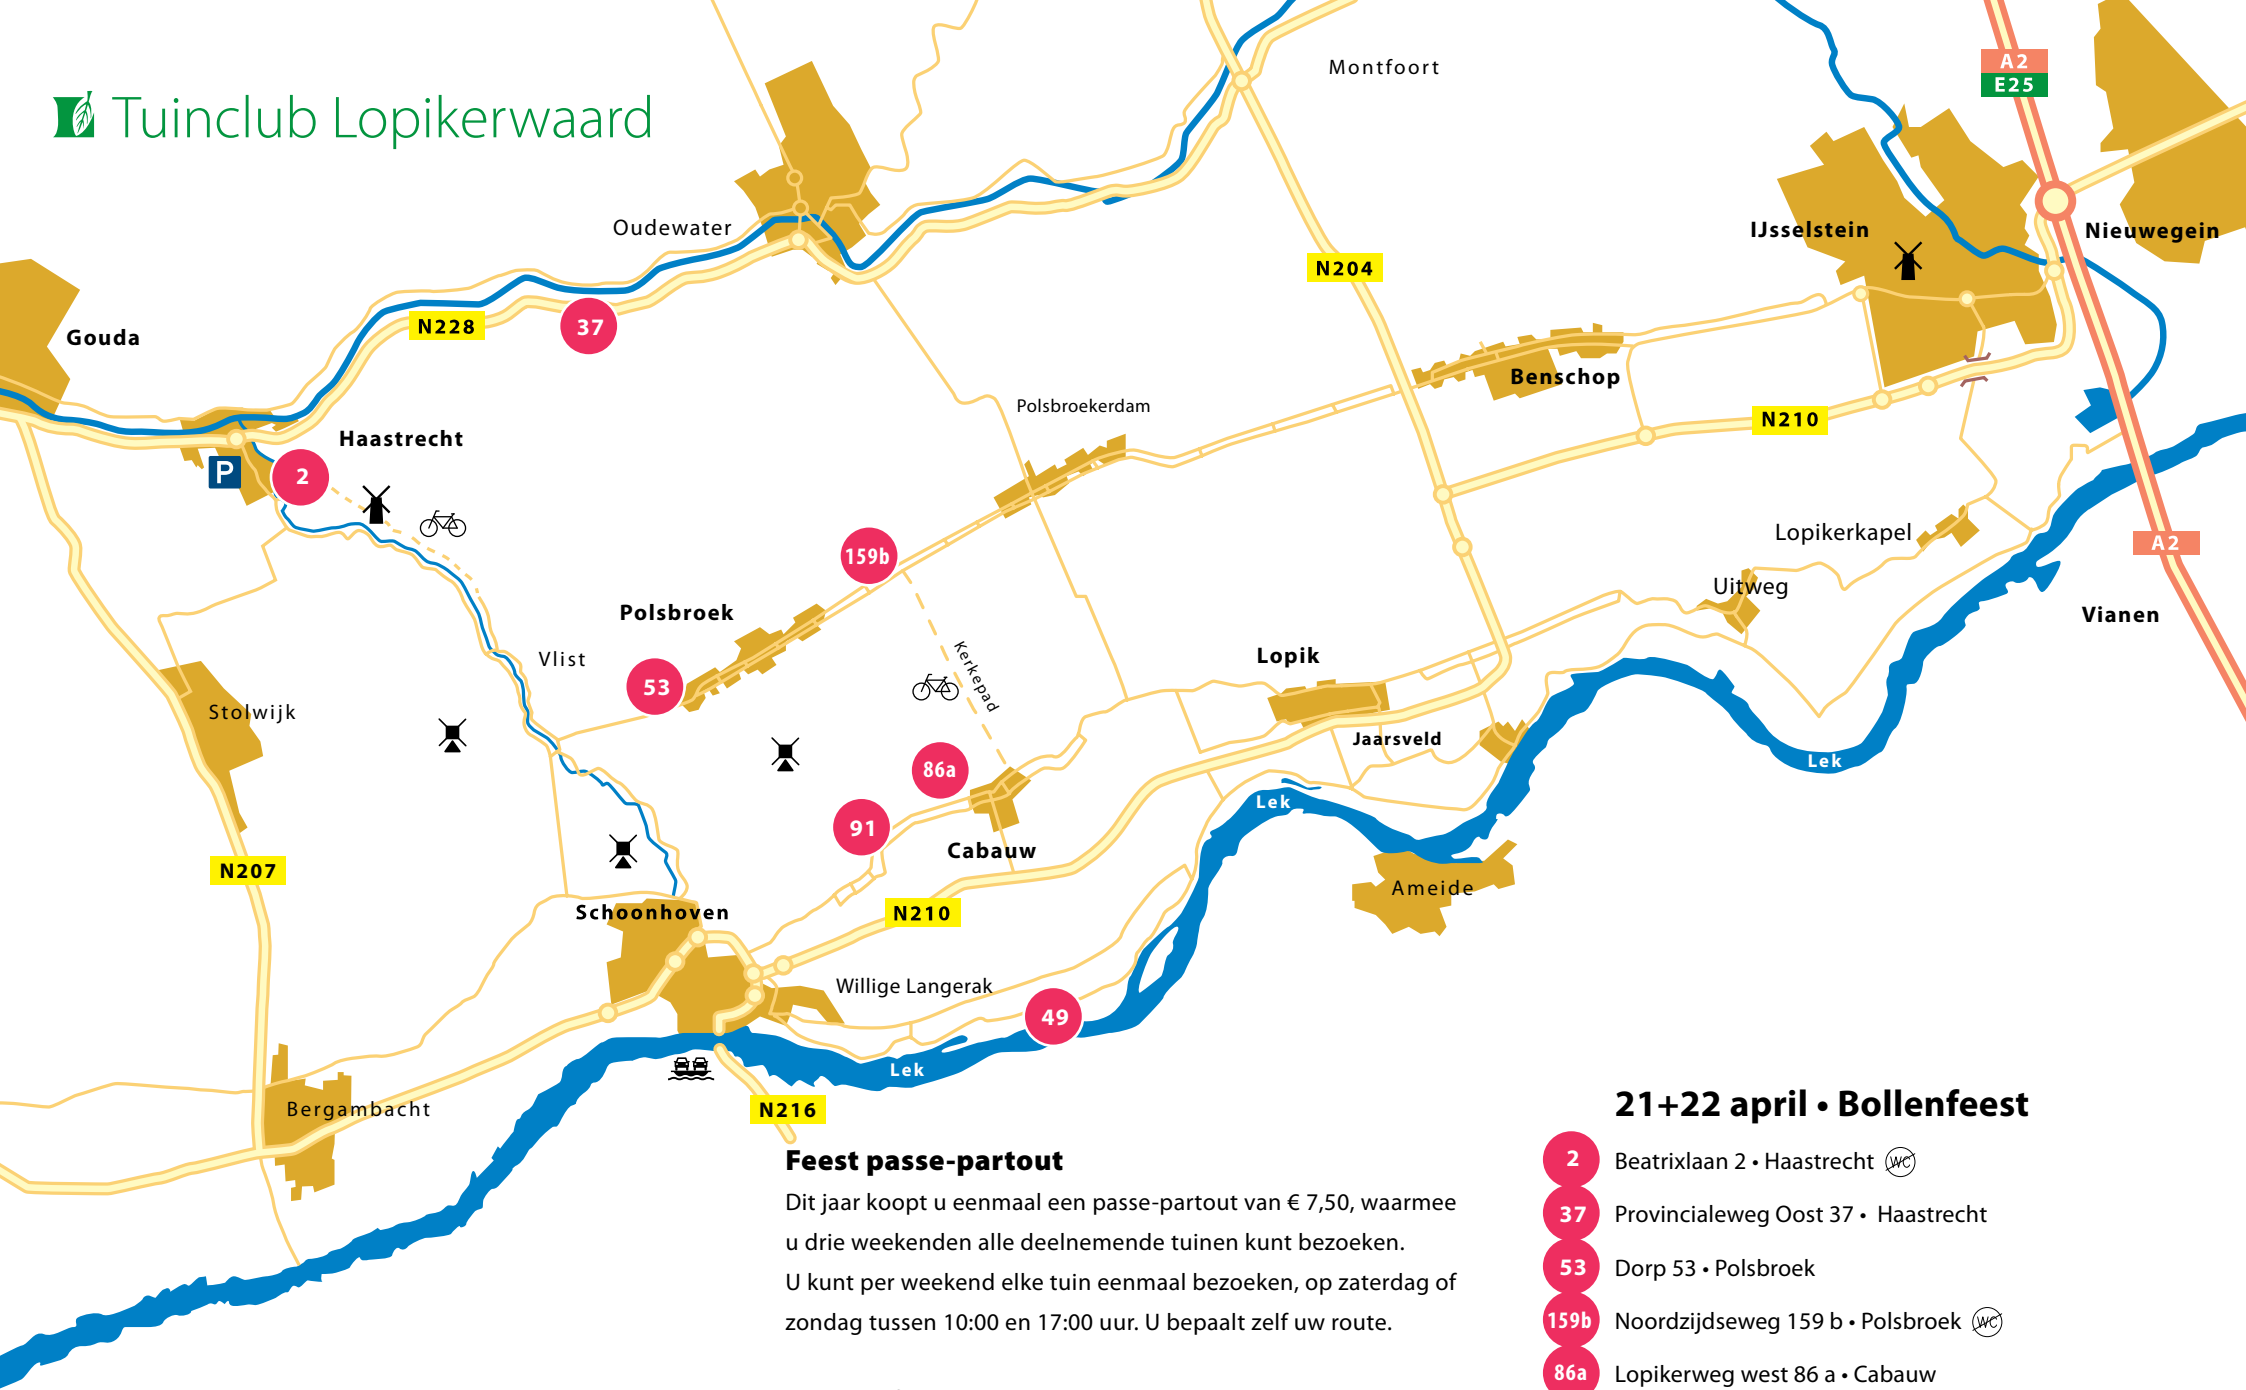 Tuinclub Lopikerwaard
Montfoort
A2
E25
Oudewater
IJsselstein
Nieuwegein
N204
Gouda
N228
37
Benschop
Polsbroekerdam
N210
Haastrecht
P
2
Lopikerkapel
A2
159b
Uitweg
Polsbroek
Vianen
Vlist
Kerkepad
Lopik
53
Stolwijk
Jaarsveld
Lek
86a
Lek
91
Cabauw
N207
Ameide
Schoonhoven
N210
Willige Langerak
49
Lek
Bergambacht
N216
Feest passe-partout
Dit jaar koopt u eenmaal een passe-partout van € 7,50, waarmee
u drie weekenden alle deelnemende tuinen kunt bezoeken.
U kunt per weekend elke tuin eenmaal bezoeken, op zaterdag of
zondag tussen 10:00 en 17:00 uur. U bepaalt zelf uw route.
21+22 april • Bollenfeest
2 Beatrixlaan 2 • Haastrecht WC
37 Provincialeweg Oost 37 • Haastrecht
53 Dorp 53 • Polsbroek
159b Noordzijdseweg 159 b • Polsbroek WC
86a Lopikerweg west 86 a • Cabauw